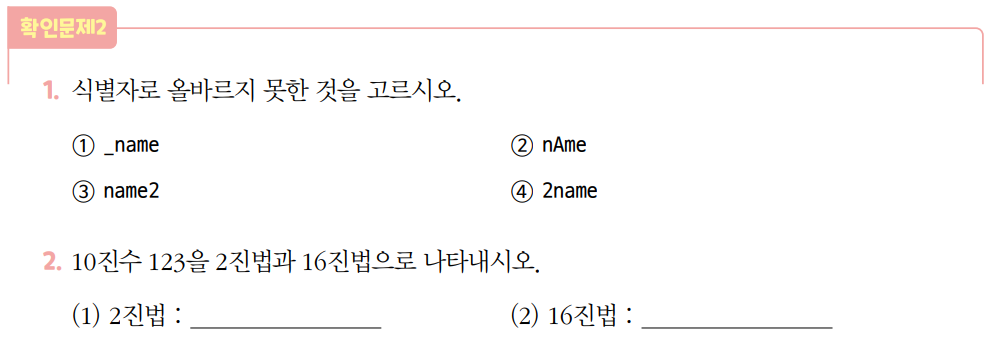 확인문제2
1. 식별자로 올바르지 못한 것을 고르시오.
① _name ② nAme
③ name2 ④ 2name
2. 10진수 123을 2진법과 16진법으로 나타내시오.
(1) 2진법 : ____________ (2) 16진법 : ____________